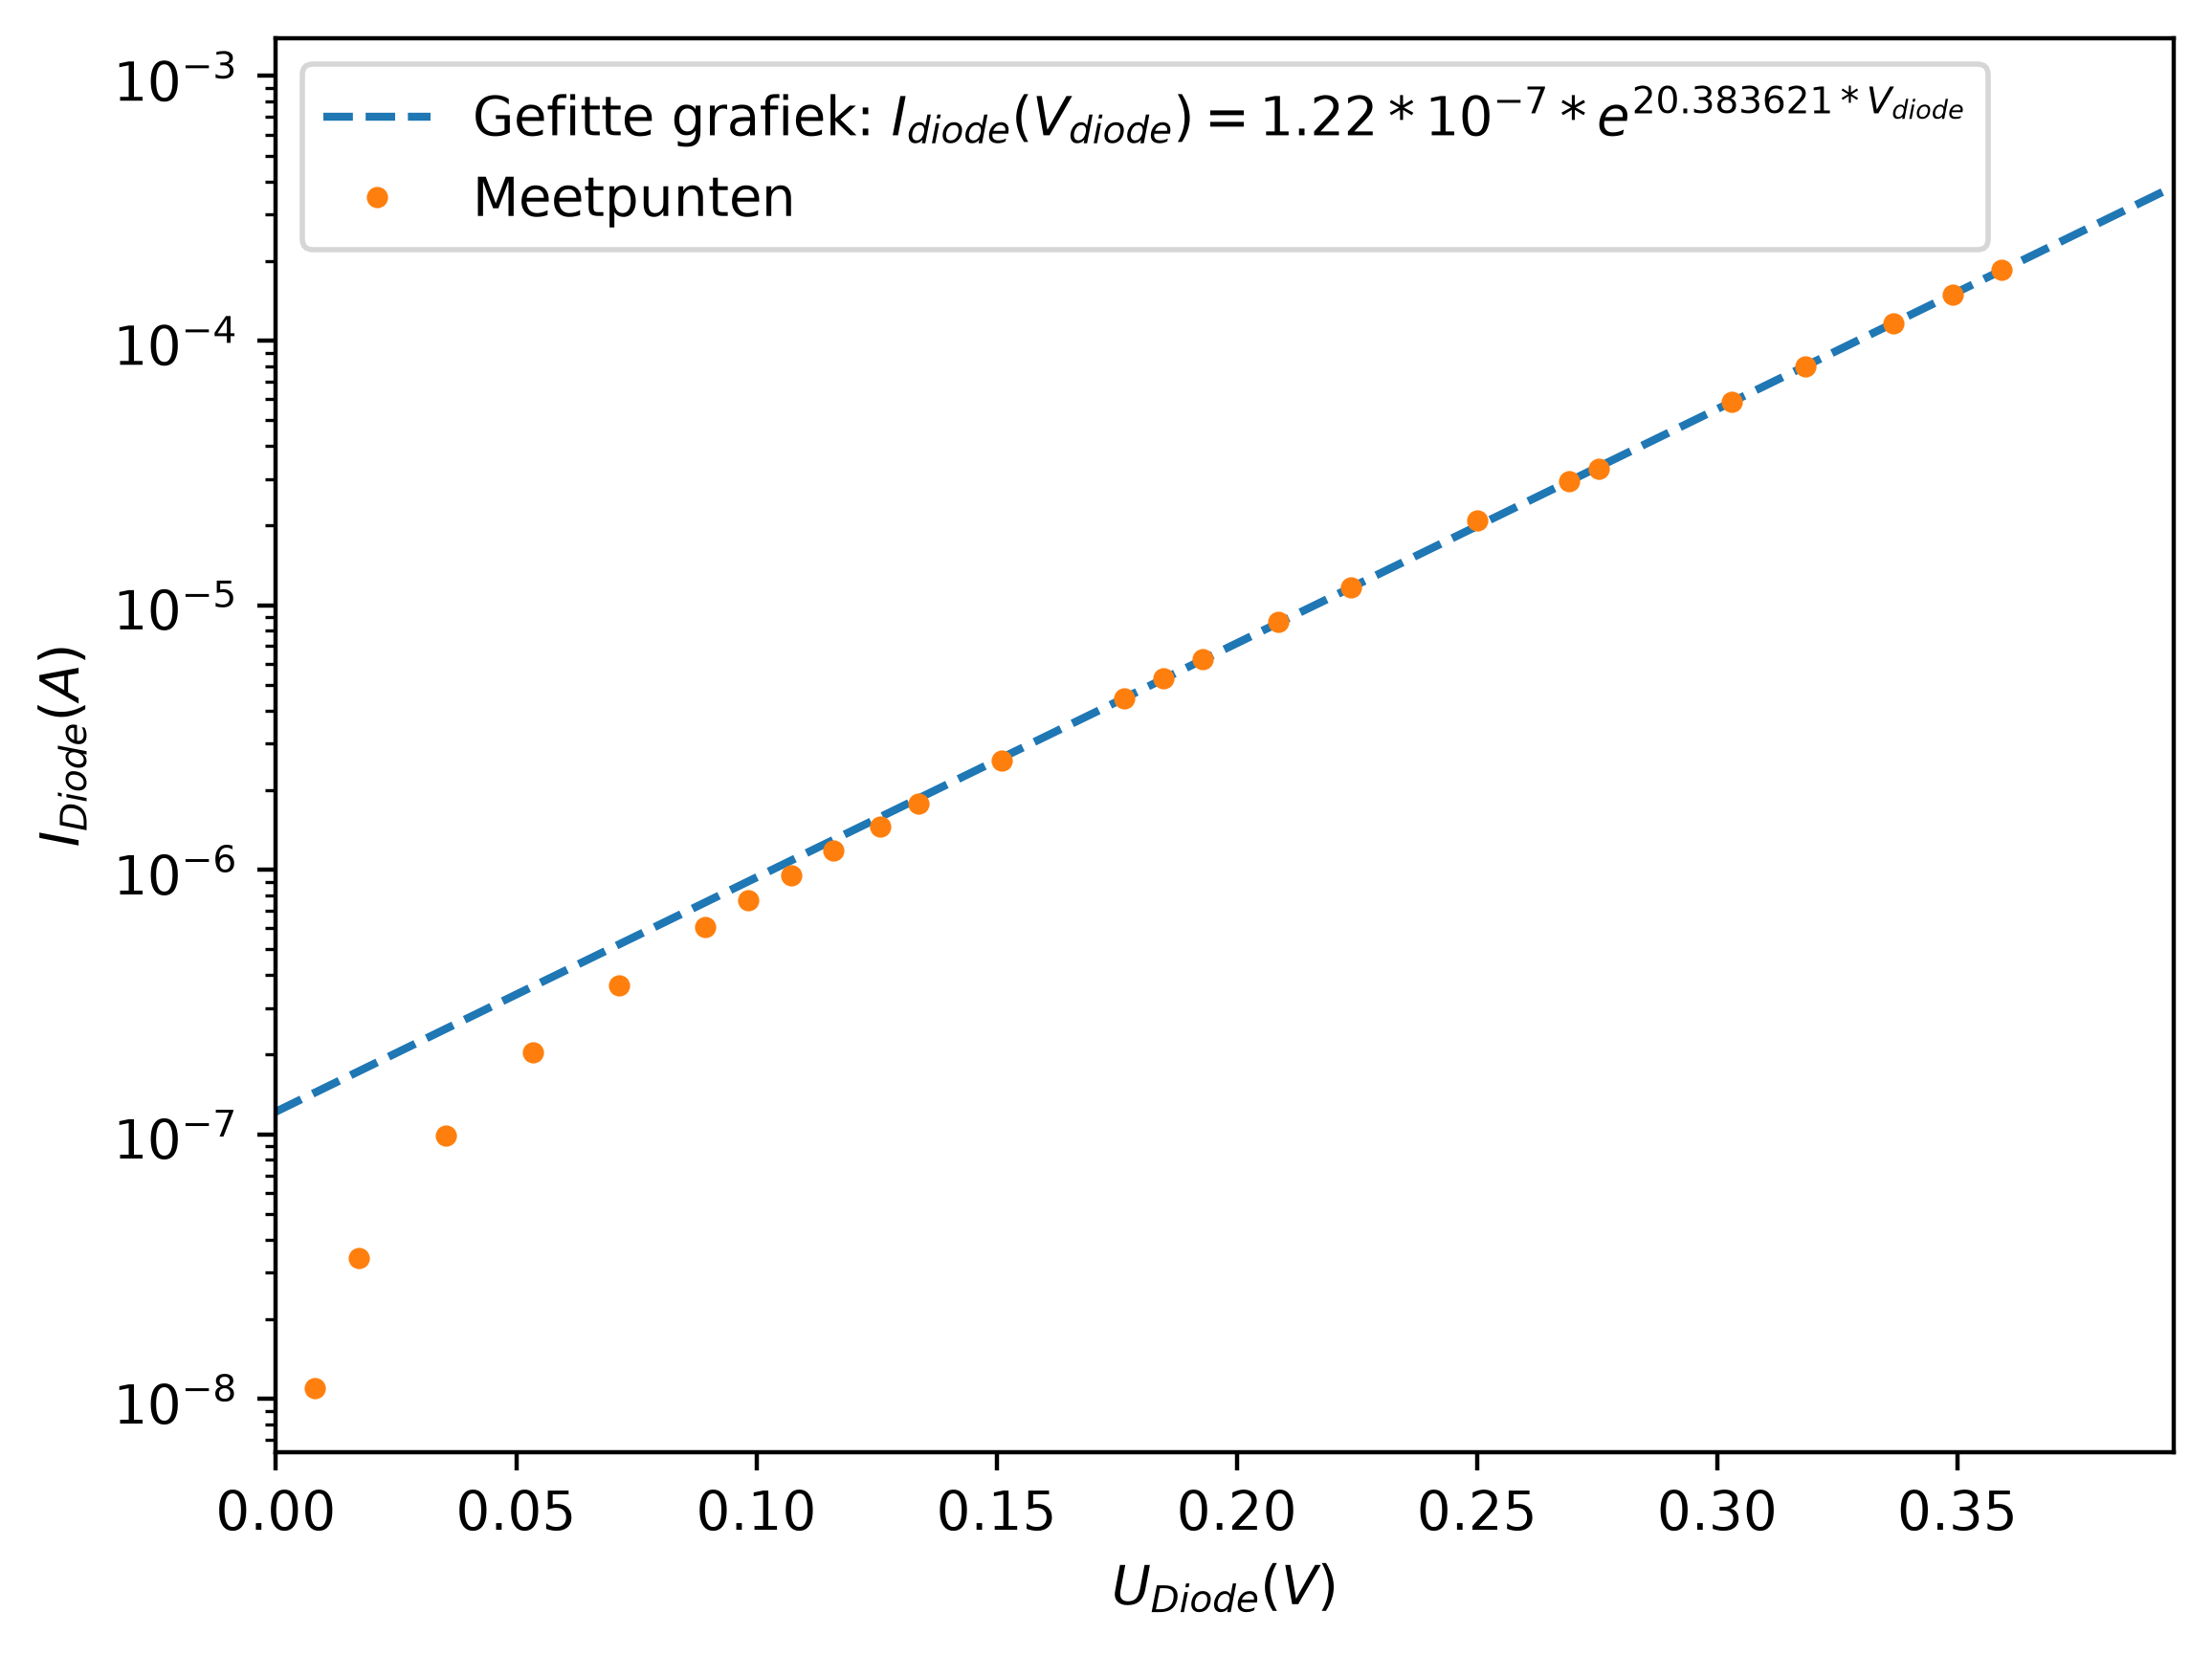 Gefitte grafiek: I_diode(V_diode) = 1.22 * 10^−7 * e^20.383621 * V_diode
Meetpunten
10^−3
10^−4
10^−5
10^−6
10^−7
10^−8
I_Diode(A)
0.00 0.05 0.10 0.15 0.20 0.25 0.30 0.35
U_Diode(V)